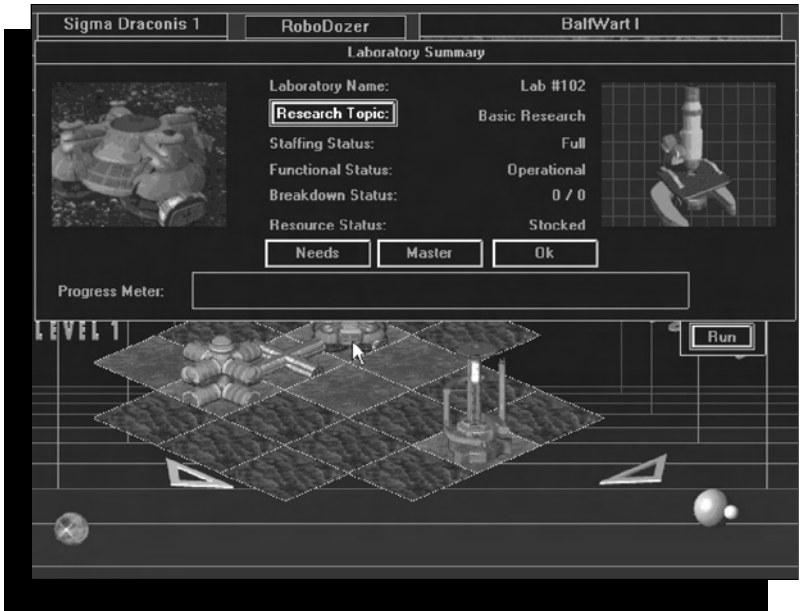 Sigma Draconis 1 RoboDozer BalfWart I
Laboratory Summary
Laboratory Name: Lab #102
Research Topic: Basic Research
Staffing Status: Full
Functional Status: Operational
Breakdown Status: 0 / 0
Resource Status: Stocked
Needs Master Ok
Progress Meter:
LEVEL 1
Run